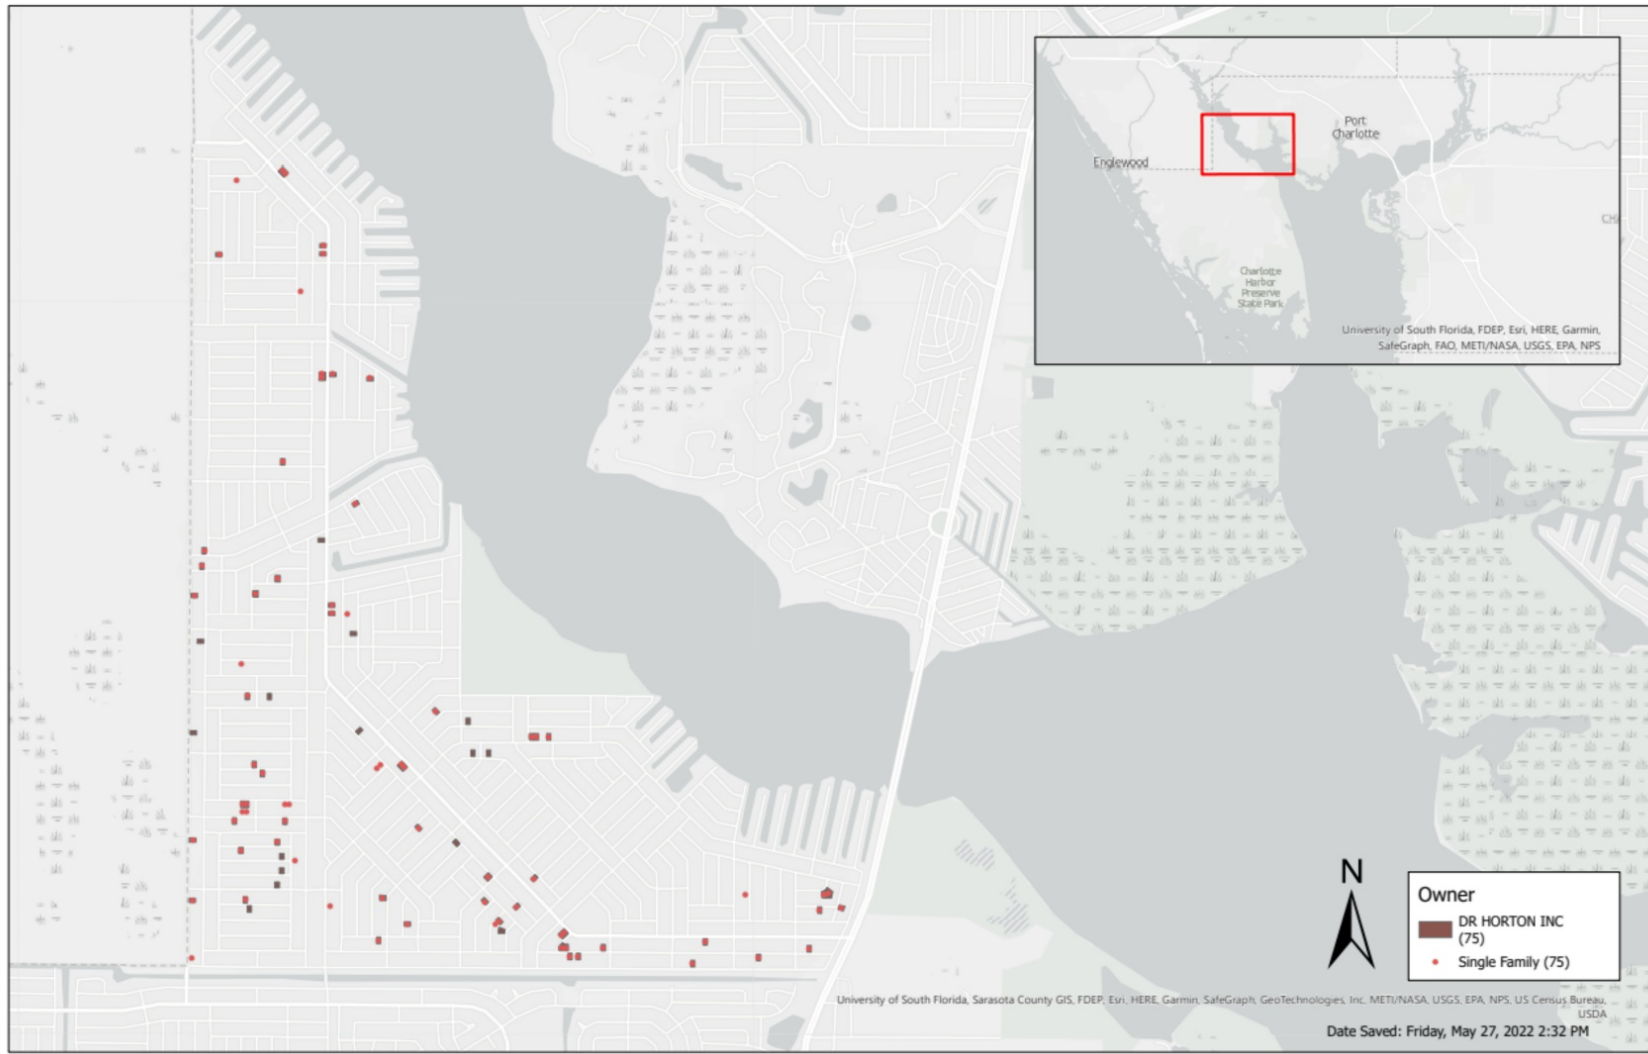 Port
Charlotte
Englewood
Charlotte
Harbor
Preserve
State Park
University of South Florida, FDEP, Esri, HERE, Garmin,
SafeGraph, FAO, METI/NASA, USGS, EPA, NPS
N
Owner
DR HORTON INC
(75)
Single Family (75)
University of South Florida, Sarasota County GIS, FDEP, Esri, HERE, Garmin, SafeGraph, GeoTechnologies, Inc, METI/NASA, USGS, EPA, NPS, US Census Bureau,
USDA
Date Saved: Friday, May 27, 2022 2:32 PM